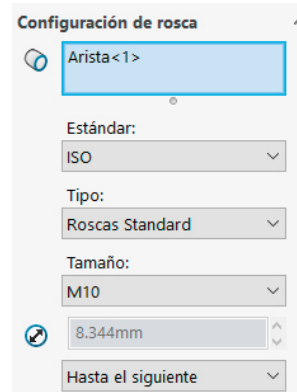 Configuración de rosca
Arista<1>
Estándar:
ISO
Tipo:
Roscas Standard
Tamaño:
M10
8.344mm
Hasta el siguiente